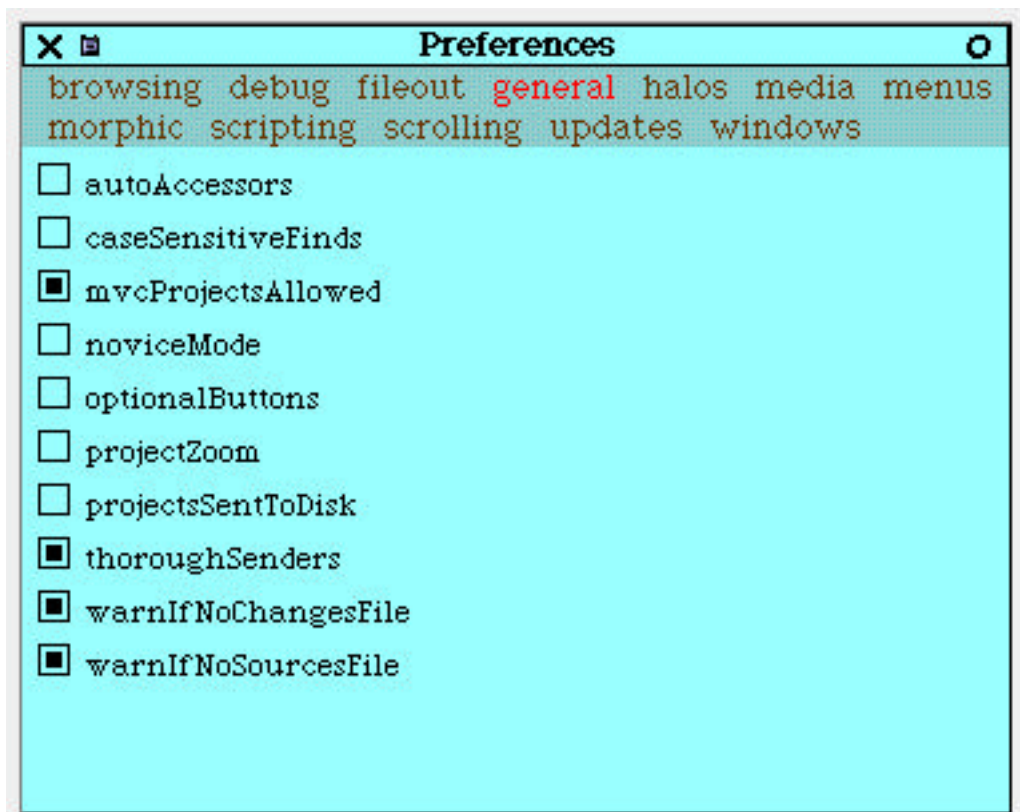 Preferences
browsing debug fileout general halos media menus
morphic scripting scrolling updates windows
autoAccessors
caseSensitiveFinds
mvcProjectsAllowed
noviceMode
optionalButtons
projectZoom
projectsSentToDisk
thoroughSenders
warnIfNoChangesFile
warnIfNoSourcesFile